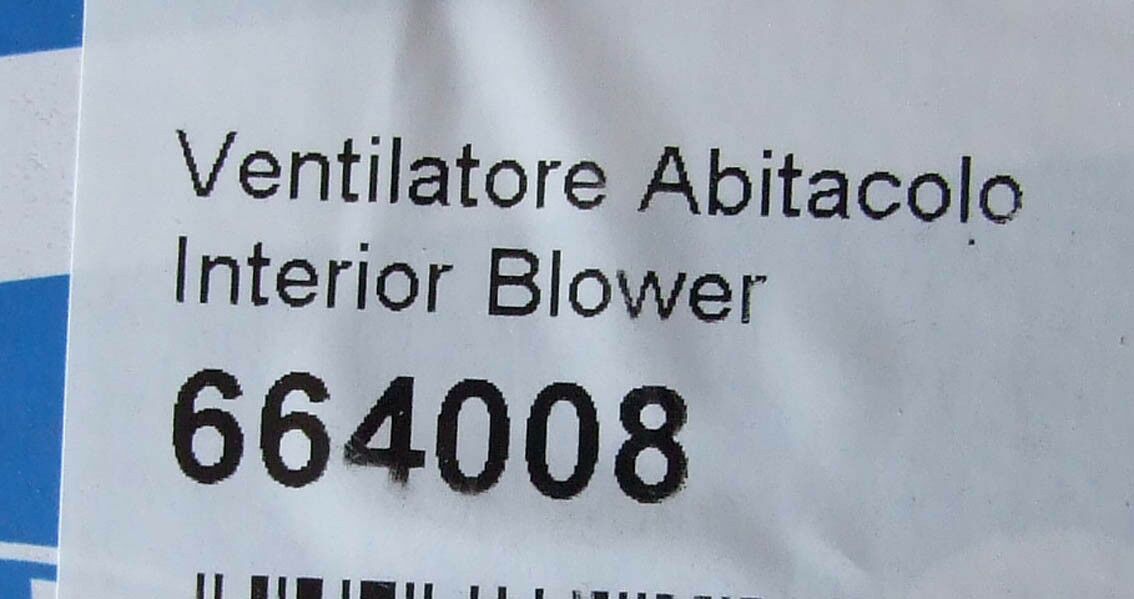 Ventilatore Abitacolo
Interior Blower
664008